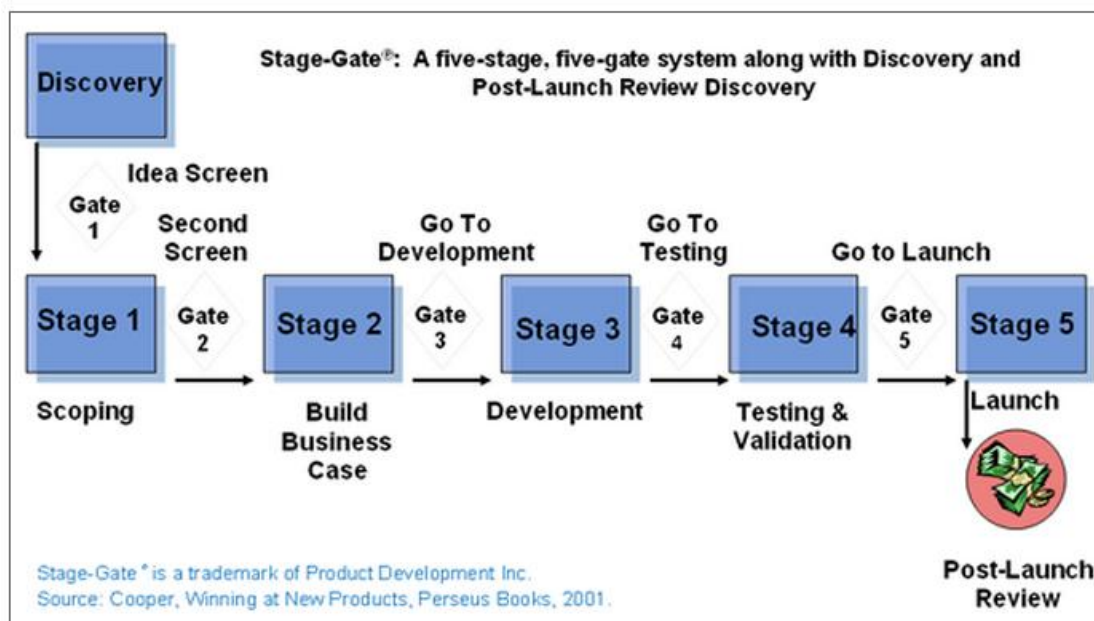 Stage-Gate®: A five-stage, five-gate system along with Discovery and
Post-Launch Review Discovery
Discovery
Idea Screen
Gate
1
Second
Screen
Go To
Development
Go To
Testing
Go to Launch
Stage 1
Gate
2
Stage 2
Gate
3
Stage 3
Gate
4
Stage 4
Gate
5
Stage 5
Scoping
Build
Business
Case
Development
Testing &
Validation
Launch
Post-Launch
Review
Stage-Gate® is a trademark of Product Development Inc.
Source: Cooper, Winning at New Products, Perseus Books, 2001.